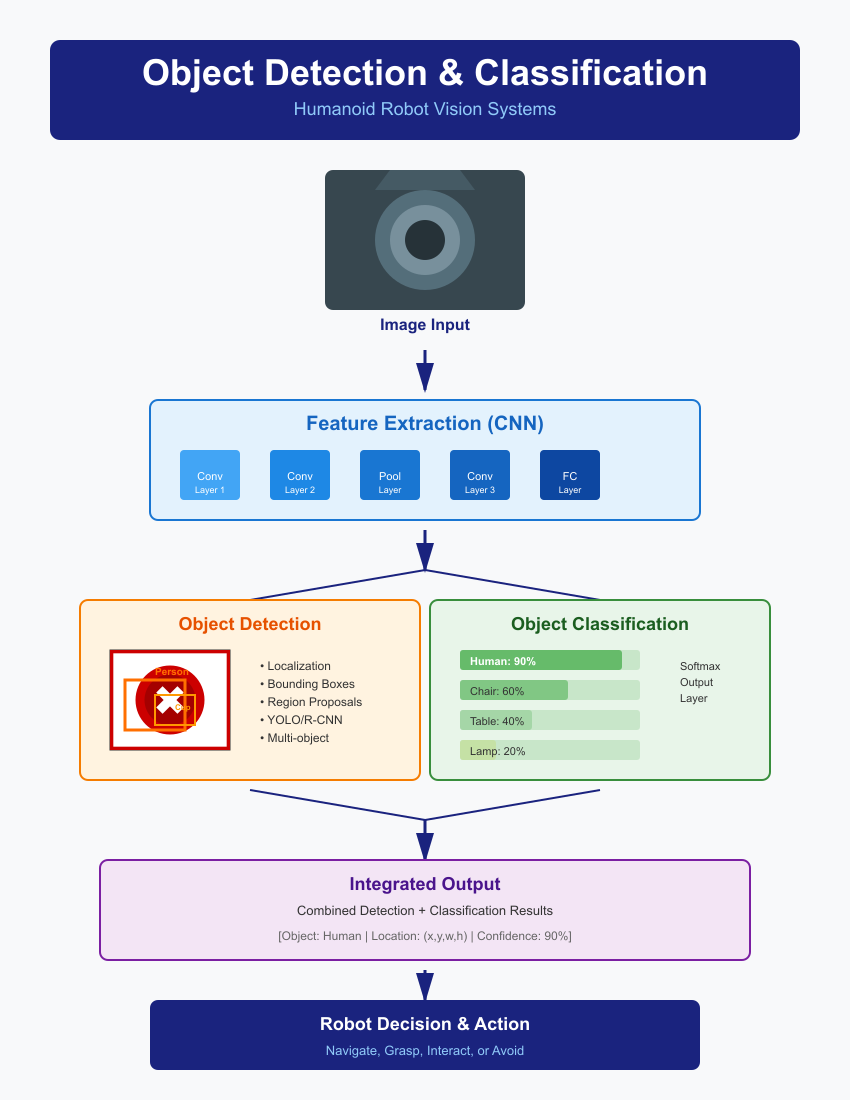 Object Detection & Classification
Humanoid Robot Vision Systems
Image Input
Feature Extraction (CNN)
Conv
Layer 1
Conv
Layer 2
Pool
Layer
Conv
Layer 3
FC
Layer
Object Detection
Person
Cup
• Localization
• Bounding Boxes
• Region Proposals
• YOLO/R-CNN
• Multi-object
Object Classification
Human: 90%
Chair: 60%
Table: 40%
Lamp: 20%
Softmax
Output
Layer
Integrated Output
Combined Detection + Classification Results
[Object: Human | Location: (x,y,w,h) | Confidence: 90%]
Robot Decision & Action
Navigate, Grasp, Interact, or Avoid